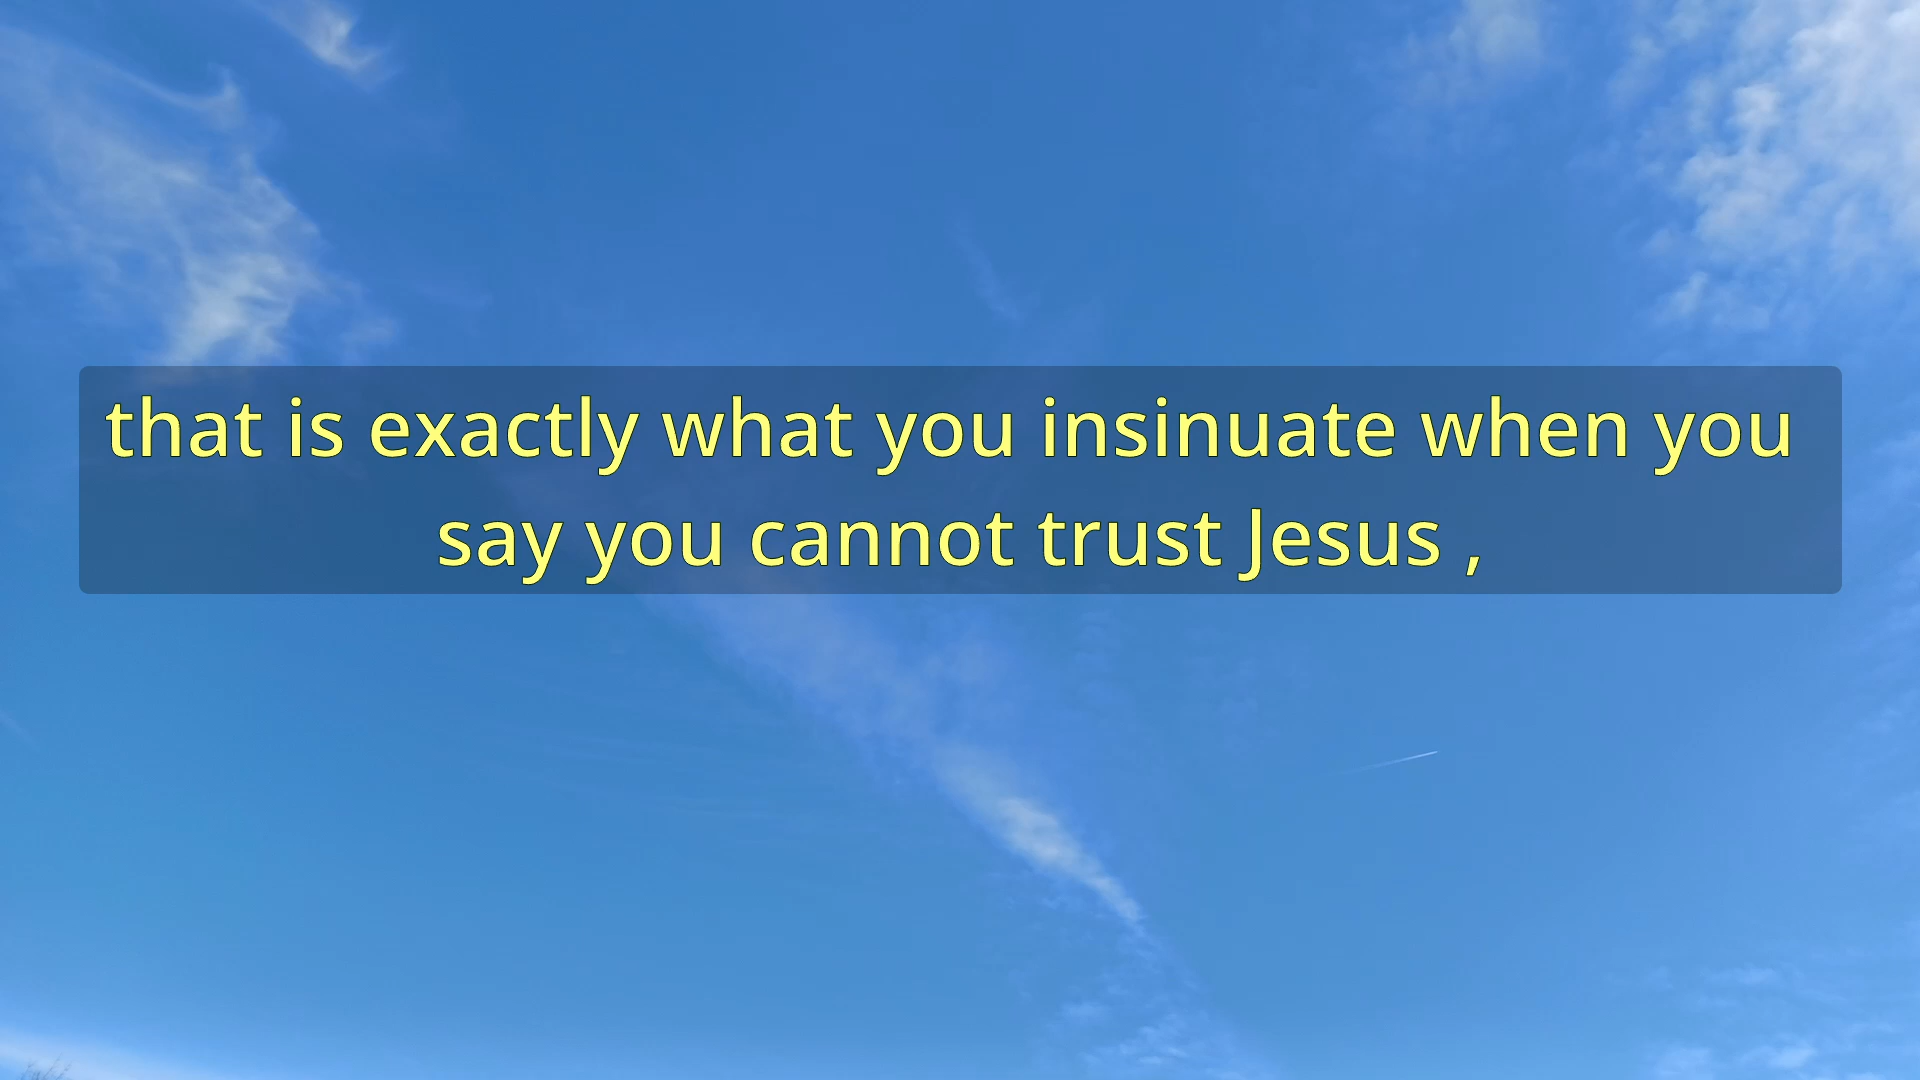 that is exactly what you insinuate when you
say you cannot trust Jesus ,